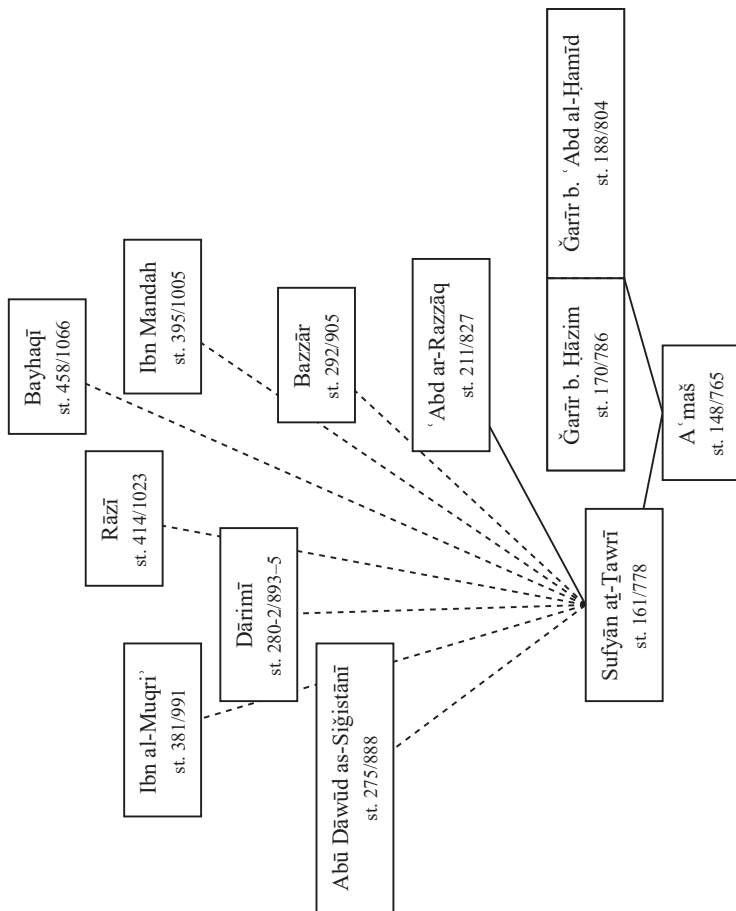 Bayhaqī
st. 458/1066
Ibn Mandah
st. 395/1005
Rāzī
st. 414/1023
Ibn al-Muqriʾ
st. 381/991
Dārimī
st. 280-2/893–5
Bazzār
st. 292/905
Abū Dāwūd as-Siǧistānī
st. 275/888
ʿAbd ar-Razzāq
st. 211/827
Sufyān aṯ-Ṯawrī
st. 161/778
Ǧarīr b. Ḥāzim
st. 170/786
Ǧarīr b. ʿAbd al-Ḥamīd
st. 188/804
Aʿmaš
st. 148/765